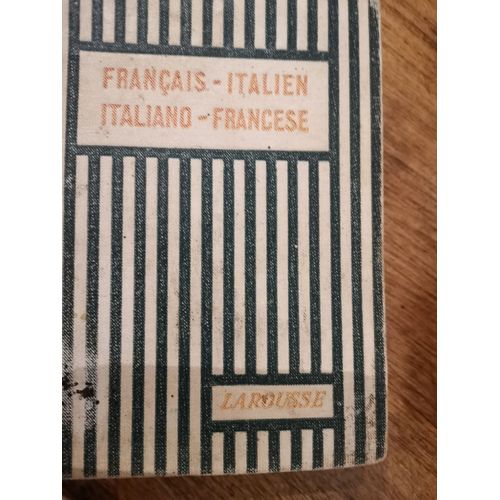 FRANÇAIS - ITALIEN
ITALIANO - FRANCESE
LAROUSSE